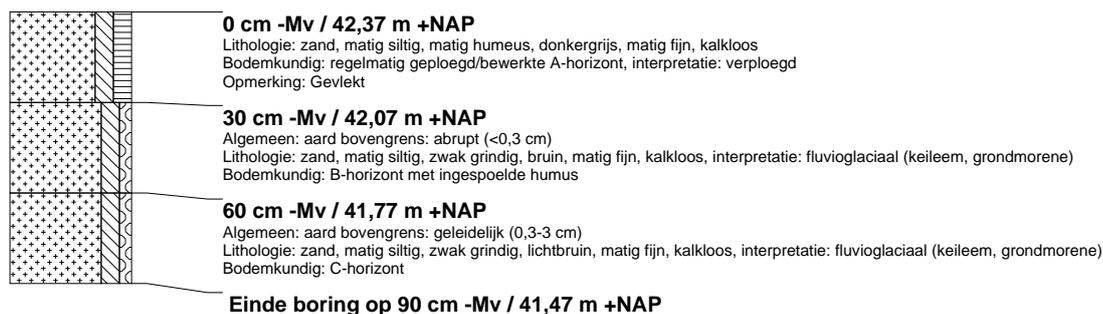 0 cm -Mv / 42,37 m +NAP
Lithologie: zand, matig siltig, matig humeus, donkergrijs, matig fijn, kalkloos
Bodemkundig: regelmatig geploegd/bewerkte A-horizont, interpretatie: verploegd
Opmerking: Gevlekt
30 cm -Mv / 42,07 m +NAP
Algemeen: aard bovengrens: abrupt (<0,3 cm)
Lithologie: zand, matig siltig, zwak grindig, bruin, matig fijn, kalkloos, interpretatie: fluvioglaciaal (keileem, grondmorene)
Bodemkundig: B-horizont met ingespoelde humus
60 cm -Mv / 41,77 m +NAP
Algemeen: aard bovengrens: geleidelijk (0,3-3 cm)
Lithologie: zand, matig siltig, zwak grindig, lichtbruin, matig fijn, kalkloos, interpretatie: fluvioglaciaal (keileem, grondmorene)
Bodemkundig: C-horizont
Einde boring op 90 cm -Mv / 41,47 m +NAP